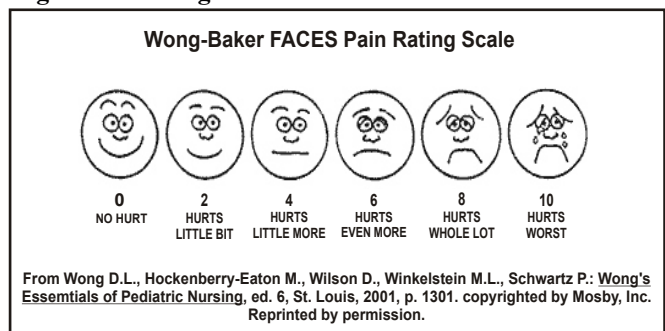 Wong-Baker FACES Pain Rating Scale
0 2 4 6 8 10
NO HURT HURTS HURTS HURTS HURTS HURTS
LITTLE BIT LITTLE MORE EVEN MORE WHOLE LOT WORST
From Wong D.L., Hockenberry-Eaton M., Wilson D., Winkelstein M.L., Schwartz P.: Wong's
Essemtials of Pediatric Nursing, ed. 6, St. Louis, 2001, p. 1301. copyrighted by Mosby, Inc.
Reprinted by permission.